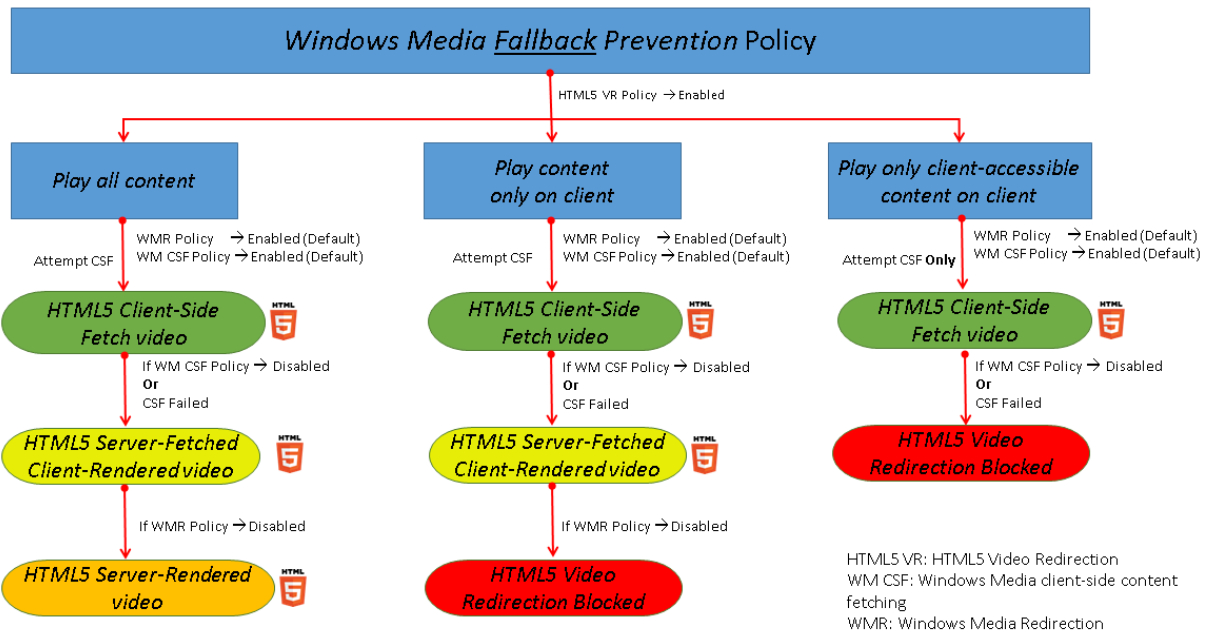 Windows Media Fallback Prevention Policy
HTML5 VR Policy → Enabled
Play all content
WMR Policy → Enabled (Default)
WM CSF Policy → Enabled (Default)
Attempt CSF
HTML5 Client-Side
Fetch video
HTML
5
If WM CSF Policy → Disabled
Or
CSF Failed
HTML5 Server-Fetched
Client-Rendered video
HTML
5
If WMR Policy → Disabled
HTML5 Server-Rendered
video
HTML
5
Play content
only on client
WMR Policy → Enabled (Default)
WM CSF Policy → Enabled (Default)
Attempt CSF
HTML5 Client-Side
Fetch video
HTML
5
If WM CSF Policy → Disabled
Or
CSF Failed
HTML5 Server-Fetched
Client-Rendered video
HTML
5
If WMR Policy → Disabled
HTML5 Video
Redirection Blocked
Play only client-accessible
content on client
WMR Policy → Enabled (Default)
WM CSF Policy → Enabled (Default)
Attempt CSF Only
HTML5 Client-Side
Fetch video
HTML
5
If WM CSF Policy → Disabled
Or
CSF Failed
HTML5 Video
Redirection Blocked
HTML5 VR: HTML5 Video Redirection
WM CSF: Windows Media client-side content
fetching
WMR: Windows Media Redirection